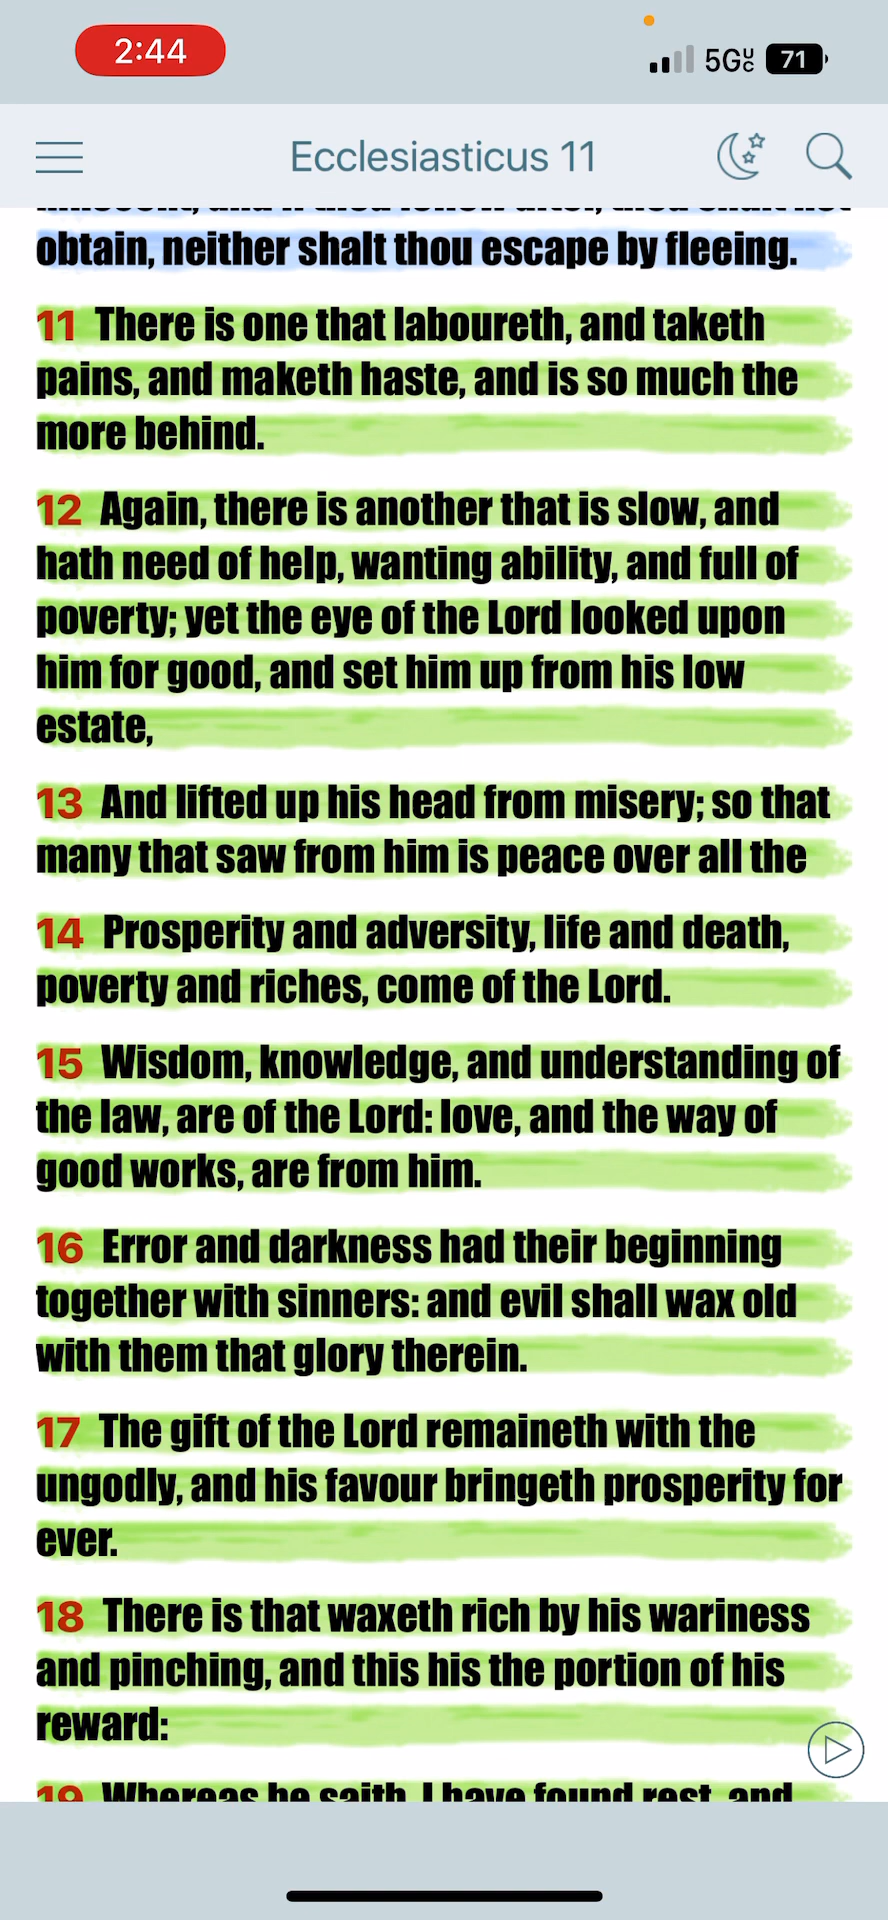 2:44
5G UC 71
Ecclesiasticus 11
obtain, neither shalt thou escape by fleeing.
11 There is one that laboureth, and taketh
pains, and maketh haste, and is so much the
more behind.
12 Again, there is another that is slow, and
hath need of help, wanting ability, and full of
poverty; yet the eye of the Lord looked upon
him for good, and set him up from his low
estate,
13 And lifted up his head from misery; so that
many that saw from him is peace over all the
14 Prosperity and adversity, life and death,
poverty and riches, come of the Lord.
15 Wisdom, knowledge, and understanding of
the law, are of the Lord: love, and the way of
good works, are from him.
16 Error and darkness had their beginning
together with sinners: and evil shall wax old
with them that glory therein.
17 The gift of the Lord remaineth with the
ungodly, and his favour bringeth prosperity for
ever.
18 There is that waxeth rich by his wariness
and pinching, and this his the portion of his
reward:
19 Whereas he saith, I have found rest, and